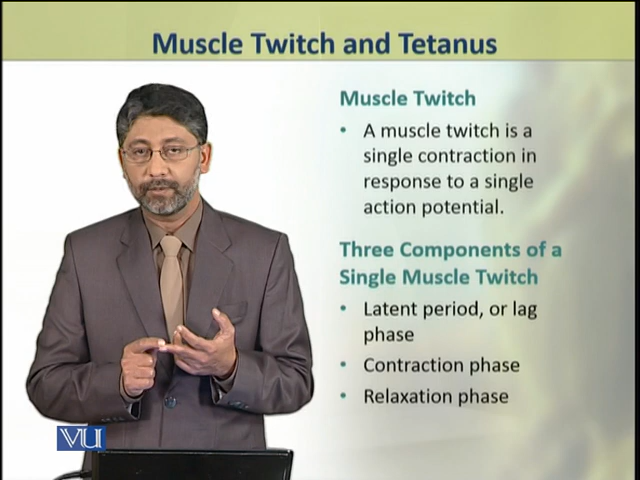 Muscle Twitch and Tetanus
Muscle Twitch
• A muscle twitch is a
single contraction in
response to a single
action potential.
Three Components of a
Single Muscle Twitch
• Latent period, or lag
phase
• Contraction phase
• Relaxation phase
VU